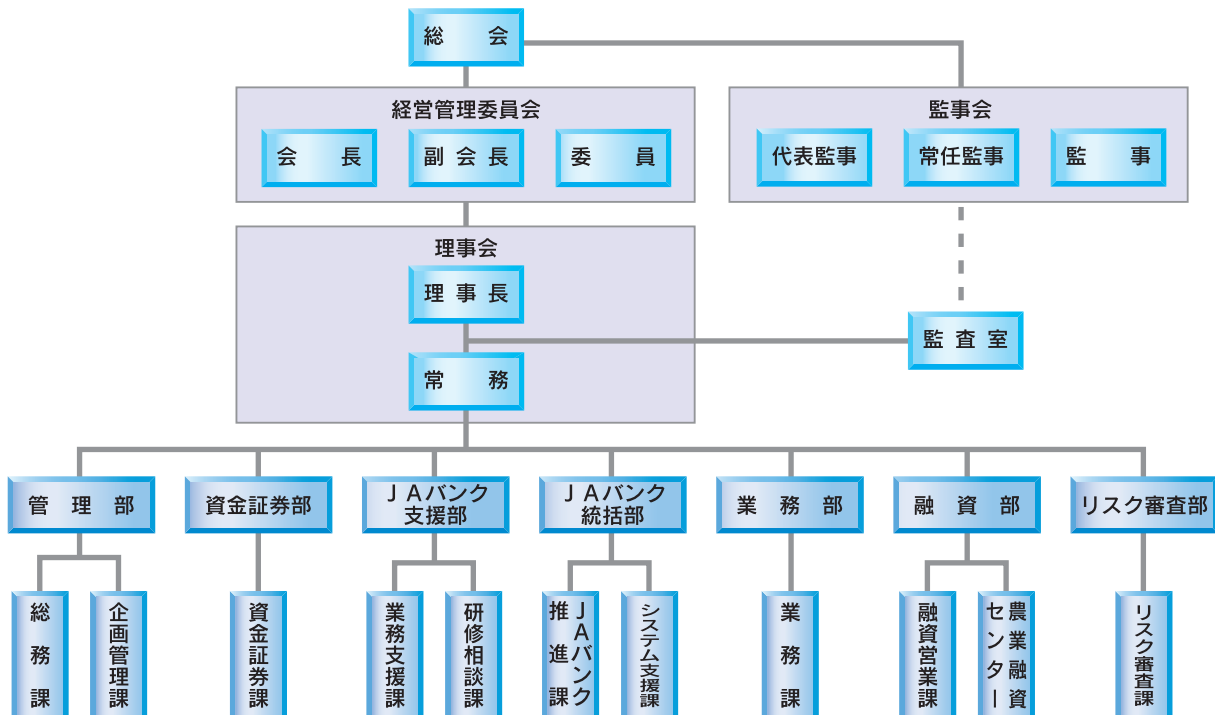 総会
経営管理委員会
会長
副会長
委員
監事会
代表監事
常任監事
監事
理事会
理事長
監査室
常務
管理部
資金証券部
ＪＡバンク
支援部
ＪＡバンク
統括部
業務部
融資部
リスク審査部
総務課
企画管理課
資金証券課
業務支援課
研修相談課
ＪＡバンク
推進課
システム支援課
業務課
融資営業課
農業融資
センター
リスク審査課